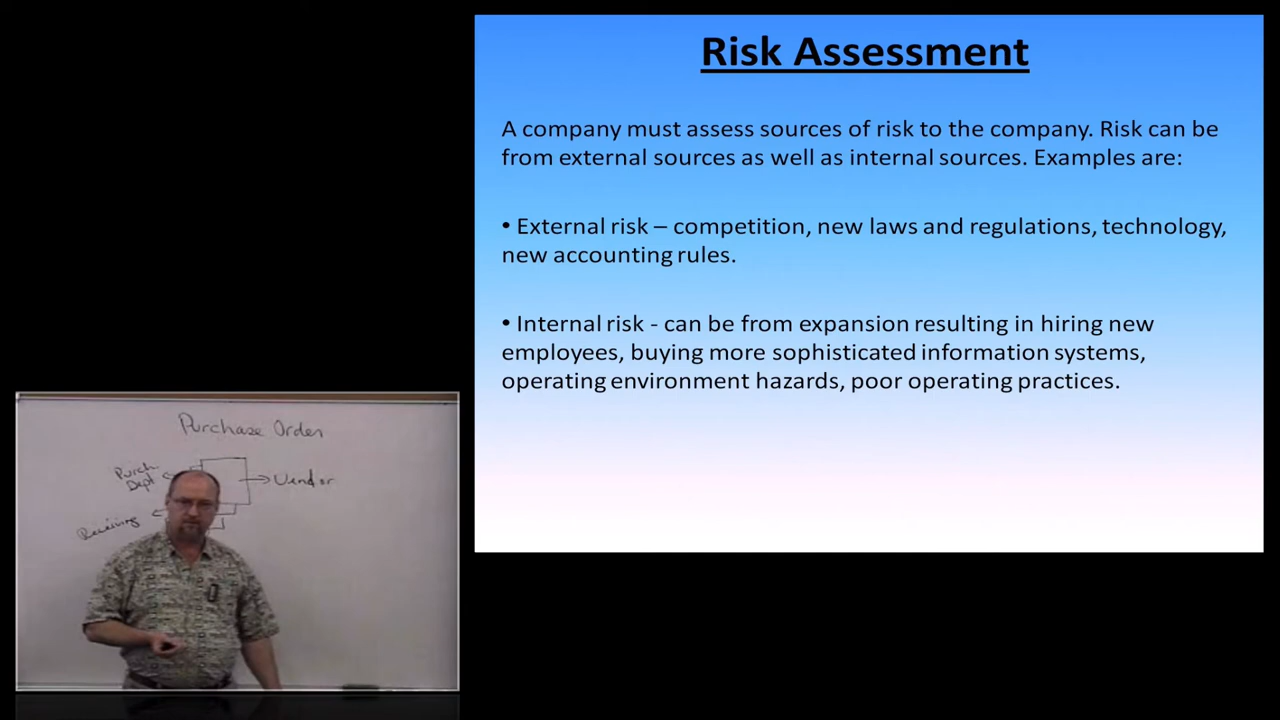 Risk Assessment
A company must assess sources of risk to the company. Risk can be
from external sources as well as internal sources. Examples are:
• External risk – competition, new laws and regulations, technology,
new accounting rules.
• Internal risk - can be from expansion resulting in hiring new
employees, buying more sophisticated information systems,
operating environment hazards, poor operating practices.
Purchase Order
Purch.
Dept
Vendor
Receiving